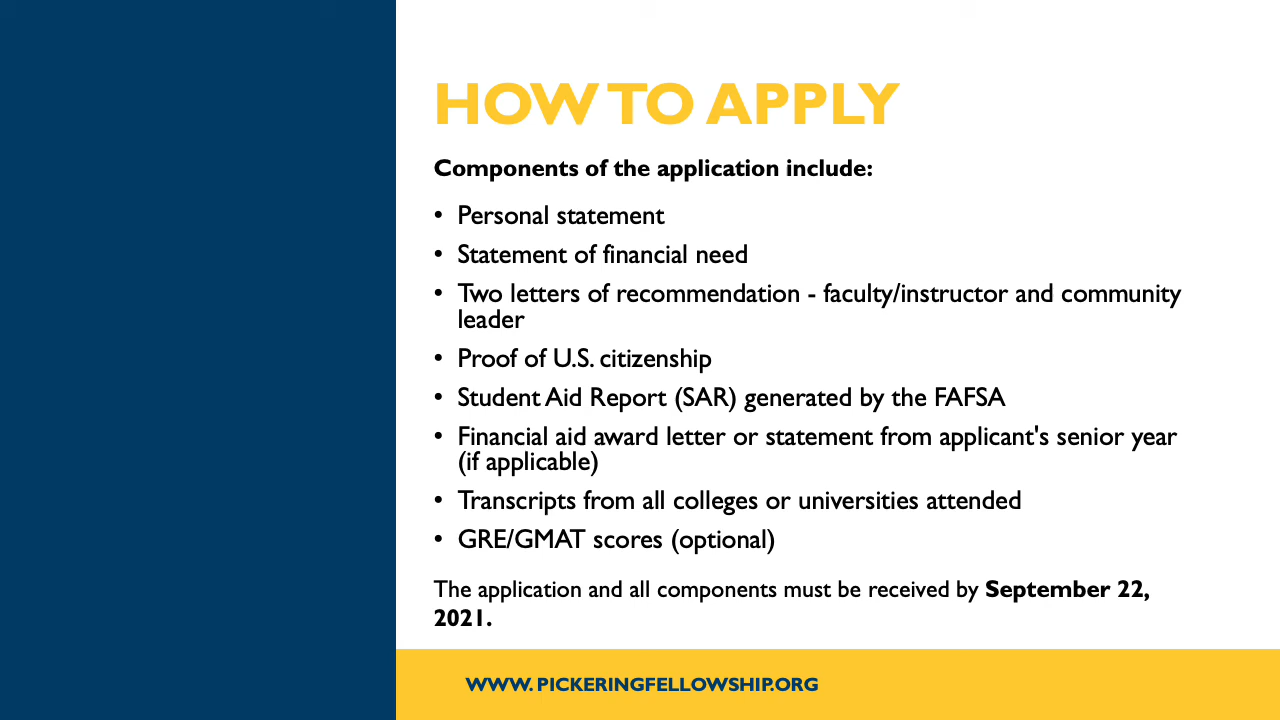 HOW TO APPLY
Components of the application include:
• Personal statement
• Statement of financial need
• Two letters of recommendation - faculty/instructor and community
leader
• Proof of U.S. citizenship
• Student Aid Report (SAR) generated by the FAFSA
• Financial aid award letter or statement from applicant's senior year
(if applicable)
• Transcripts from all colleges or universities attended
• GRE/GMAT scores (optional)
The application and all components must be received by September 22,
2021.
WWW. PICKERINGFELLOWSHIP.ORG